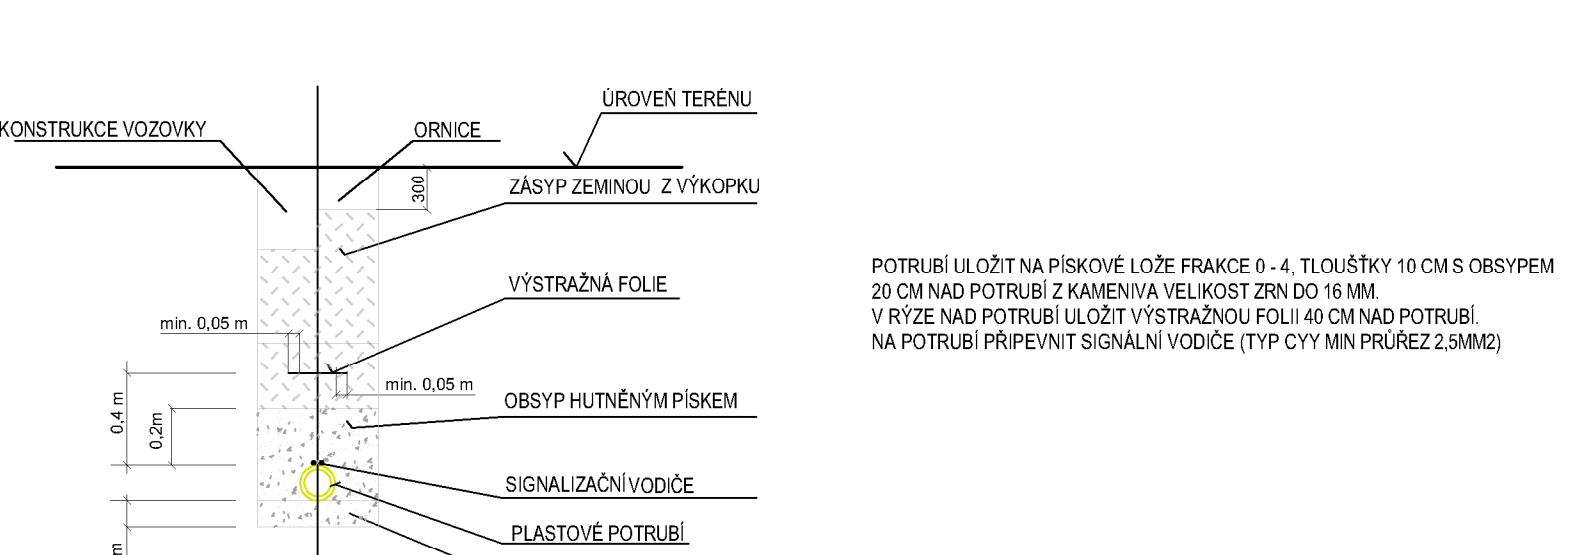 ÚROVEŇ TERÉNU
KONSTRUKCE VOZOVKY
ORNICE
300
ZÁSYP ZEMINOU Z VÝKOPKU
VÝSTRAŽNÁ FOLIE
min. 0,05 m
min. 0,05 m
0,4 m
0,2m
OBSYP HUTNĚNÝM PÍSKEM
SIGNALIZAČNÍ VODIČE
PLASTOVÉ POTRUBÍ
m
POTRUBÍ ULOŽIT NA PÍSKOVÉ LOŽE FRAKCE 0 - 4, TLOUŠŤKY 10 CM S OBSYPEM
20 CM NAD POTRUBÍ Z KAMENIVA VELIKOST ZRN DO 16 MM.
V RÝZE NAD POTRUBÍ ULOŽIT VÝSTRAŽNOU FOLII 40 CM NAD POTRUBÍ.
NA POTRUBÍ PŘIPEVNIT SIGNÁLNÍ VODIČE (TYP CYY MIN PRŮŘEZ 2,5MM2)